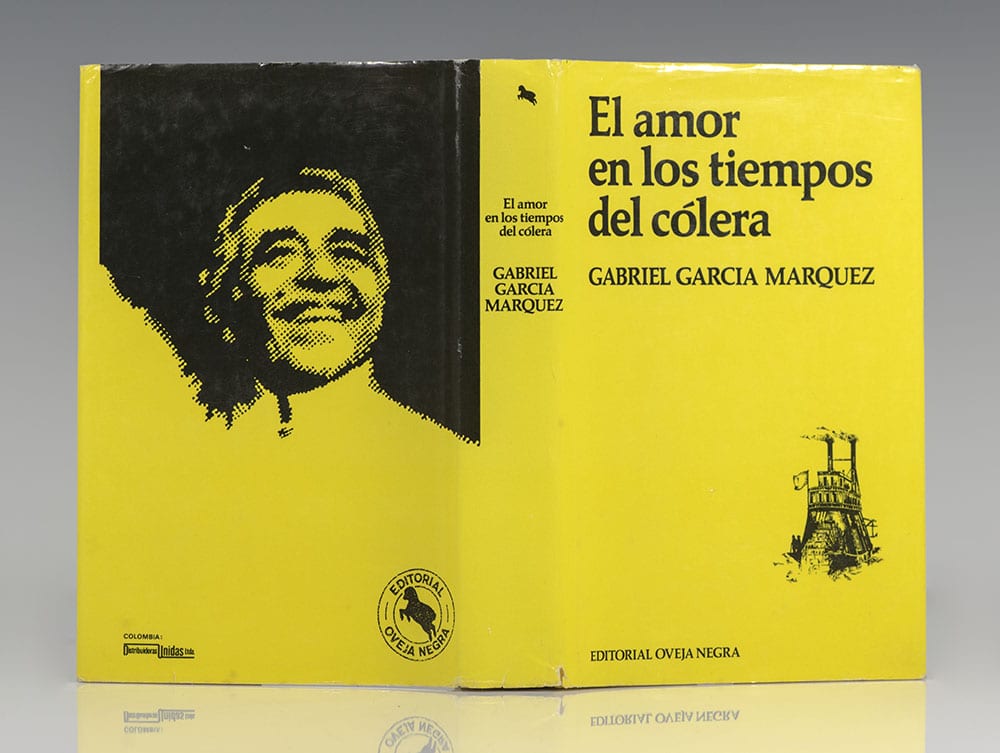 COLOMBIA:
Distribuidoras Unidas Ltda.
EDITORIAL
OVEJA NEGRA
El amor
en los tiempos
del cólera
GABRIEL
GARCIA
MARQUEZ
El amor
en los tiempos
del cólera
GABRIEL GARCIA MARQUEZ
EDITORIAL OVEJA NEGRA